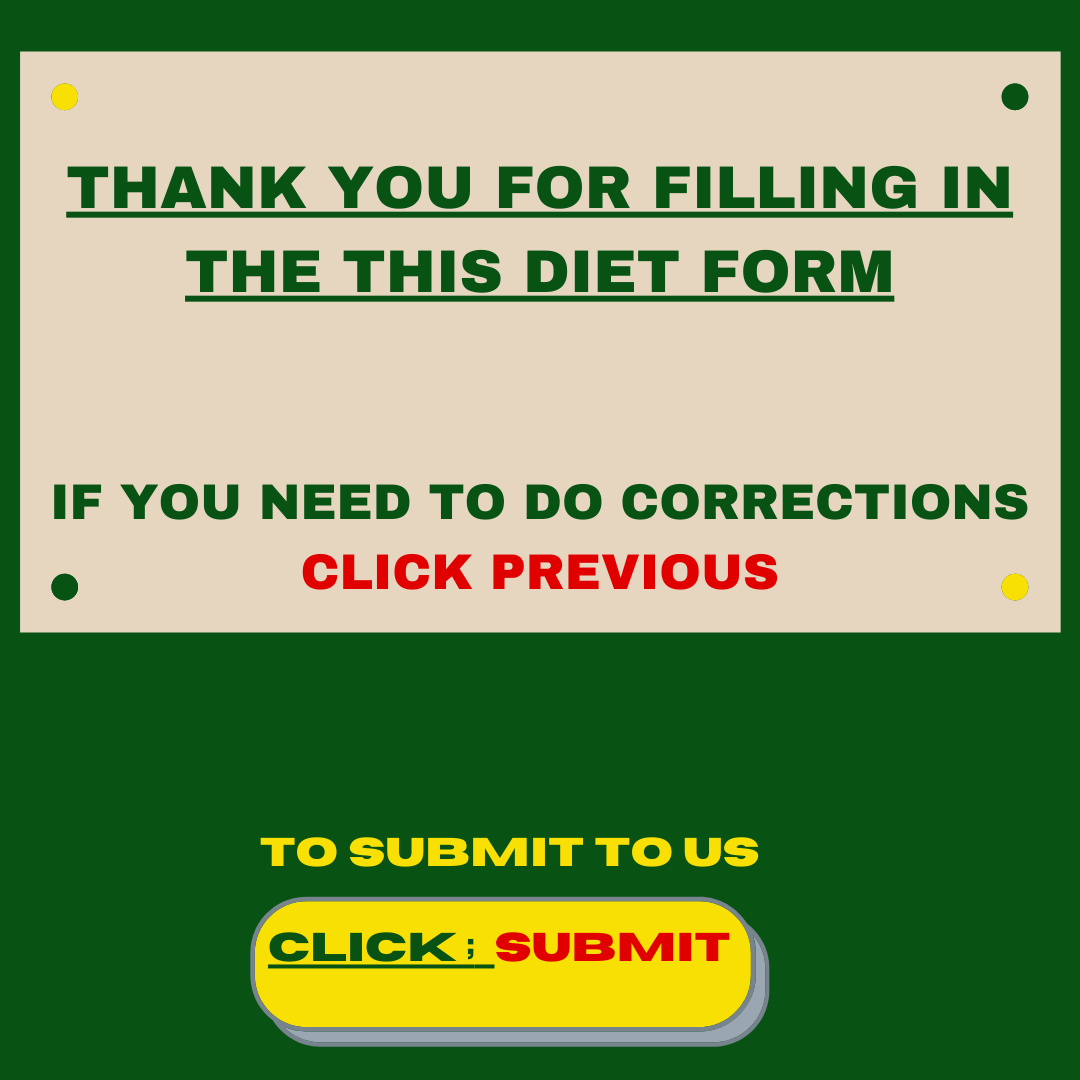 THANK YOU FOR FILLING IN
THE THIS DIET FORM
IF YOU NEED TO DO CORRECTIONS
CLICK PREVIOUS
TO SUBMIT TO US
CLICK ; SUBMIT